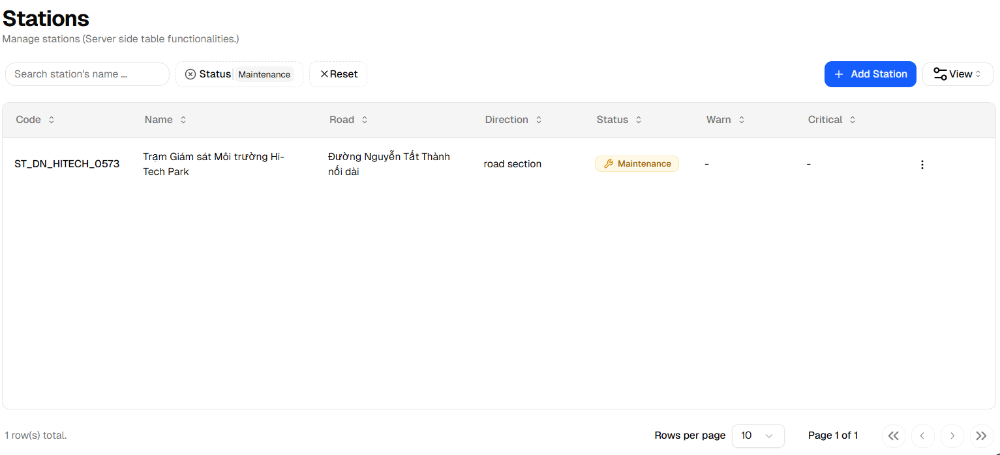 Stations
Manage stations (Server side table functionalities.)
Search station's name ...
Status Maintenance
Reset
Add Station
View
Code Name Road Direction Status Warn Critical
ST_DN_HITECH_0573
Trạm Giám sát Môi trường Hi-
Tech Park
Đường Nguyễn Tất Thành
nối dài
road section
Maintenance
-
-
1 row(s) total.
Rows per page 10
Page 1 of 1